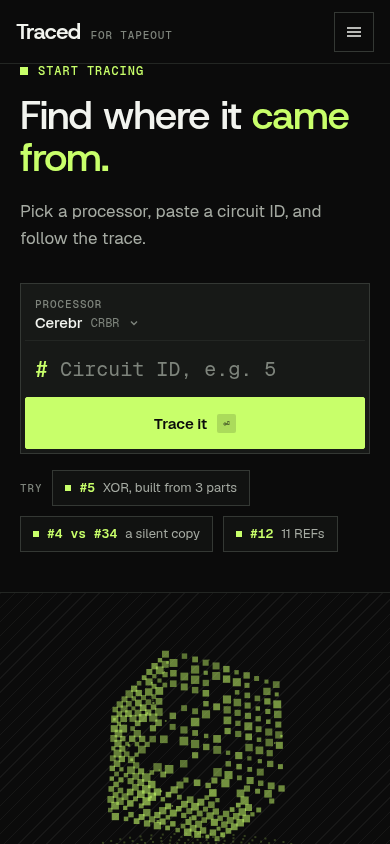 Traced FOR TAPEOUT
START TRACING
Find where it came
from.
Pick a processor, paste a circuit ID, and
follow the trace.
PROCESSOR
Cerebr CRBR
# Circuit ID, e.g. 5
Trace it ⏎
TRY #5 XOR, built from 3 parts
#4 vs #34 a silent copy #12 11 REFs